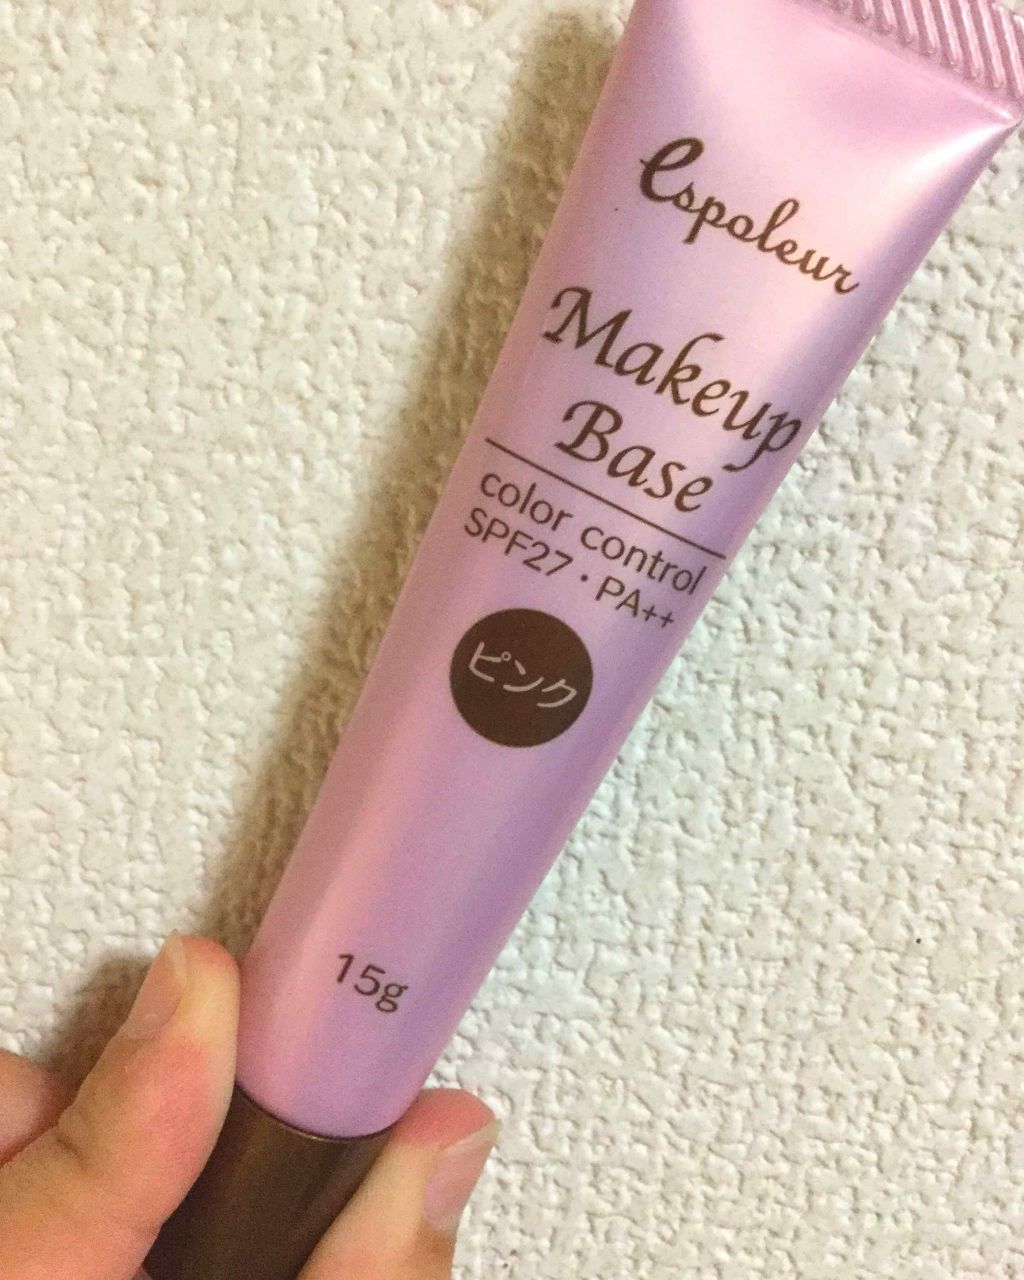 espoleur
Makeup
Base
color control
SPF27・PA++
ピンク
15g